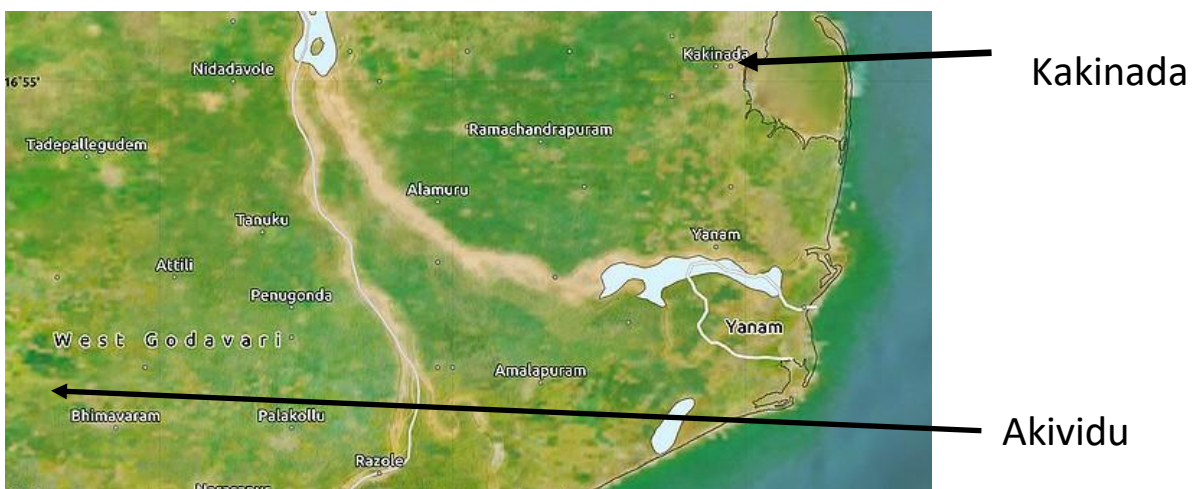 Kakinada
Kakinada
Nidadavole
16°55'
Ramachandrapuram
Tadepallegudem
Alamuru
Tanuku
Yanam
Attili
Penugonda
Yanam
West Godavari
Amalapuram
Bhimavaram
Palakollu
Akividu
Razole